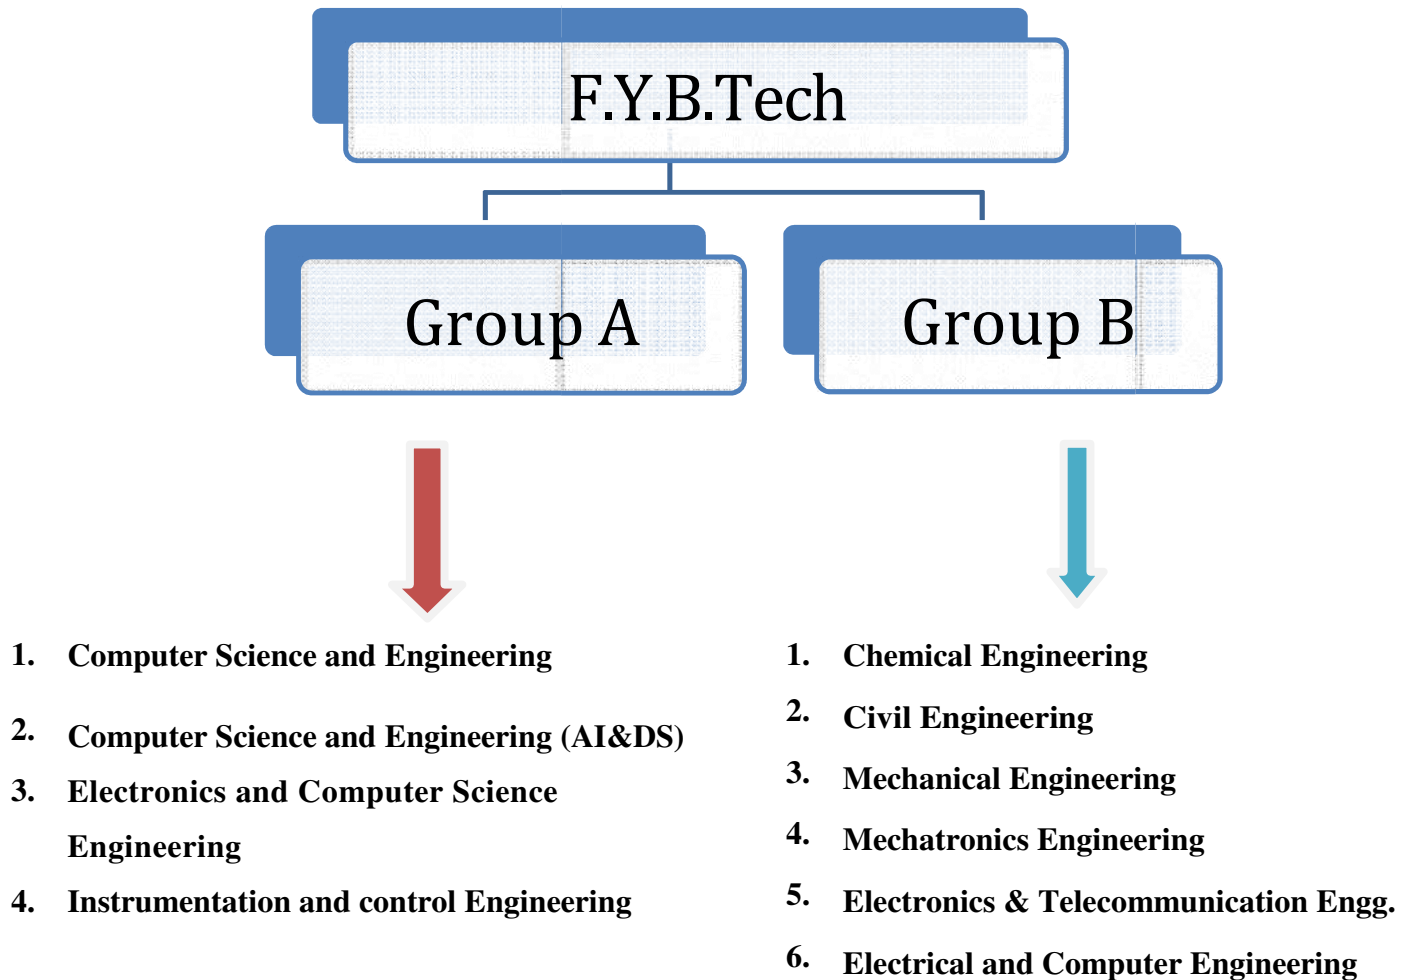 F.Y.B.Tech
Group A
Group B
1. Computer Science and Engineering
2. Computer Science and Engineering (AI&DS)
3. Electronics and Computer Science
Engineering
4. Instrumentation and control Engineering
1. Chemical Engineering
2. Civil Engineering
3. Mechanical Engineering
4. Mechatronics Engineering
5. Electronics & Telecommunication Engg.
6. Electrical and Computer Engineering